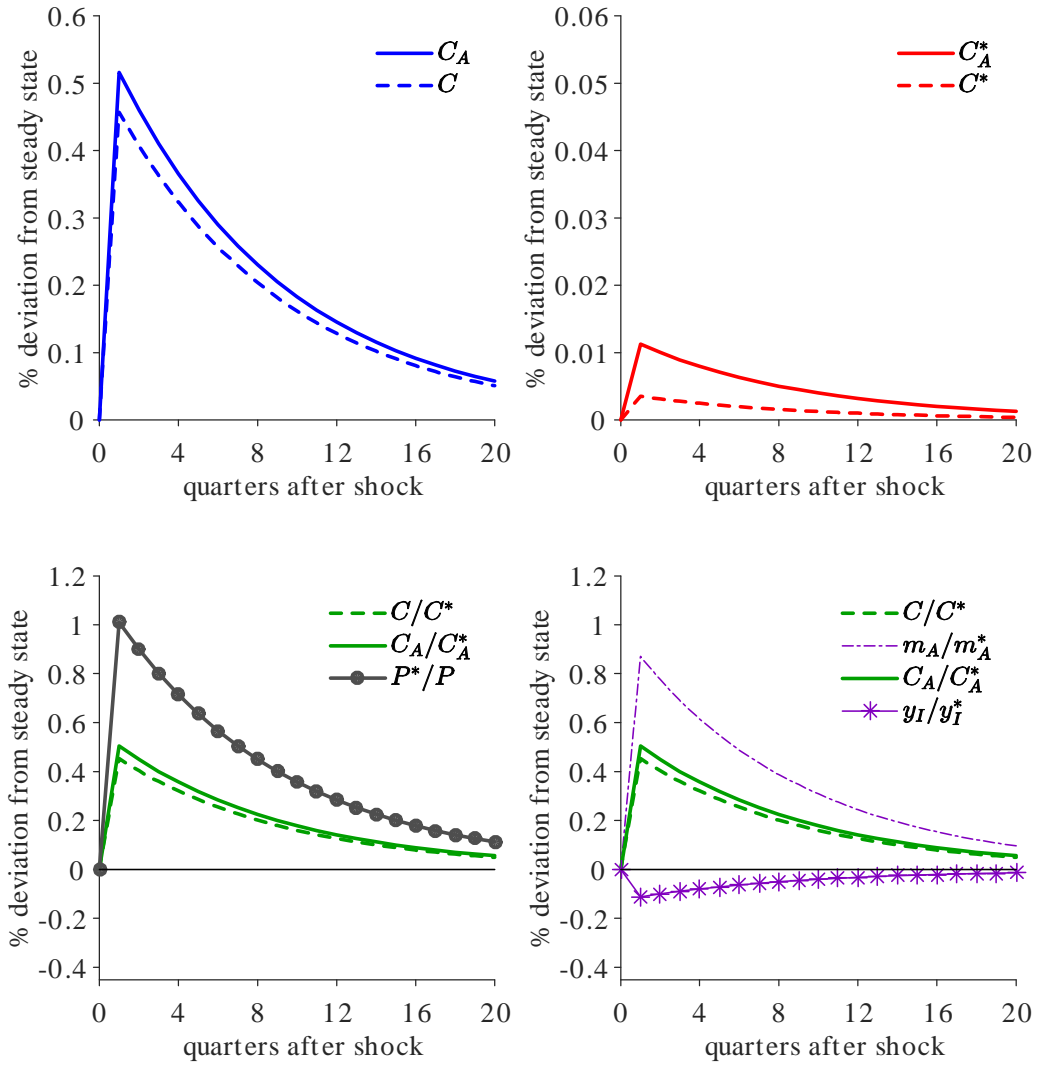 % deviation from steady state
0.6
0.5
0.4
0.3
0.2
0.1
0
C_A
C
0 4 8 12 16 20
quarters after shock
% deviation from steady state
0.06
0.05
0.04
0.03
0.02
0.01
0
C*_A
C*
0 4 8 12 16 20
quarters after shock
% deviation from steady state
1.2
1
0.8
0.6
0.4
0.2
0
-0.2
-0.4
C/C*
C_A/C*_A
P*/P
0 4 8 12 16 20
quarters after shock
% deviation from steady state
1.2
1
0.8
0.6
0.4
0.2
0
-0.2
-0.4
C/C*
m_A/m*_A
C_A/C*_A
y_I/y*_I
0 4 8 12 16 20
quarters after shock